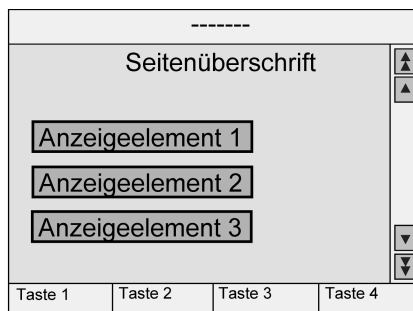 -------
Seitenüberschrift
Anzeigeelement 1
Anzeigeelement 2
Anzeigeelement 3
Taste 1 Taste 2 Taste 3 Taste 4